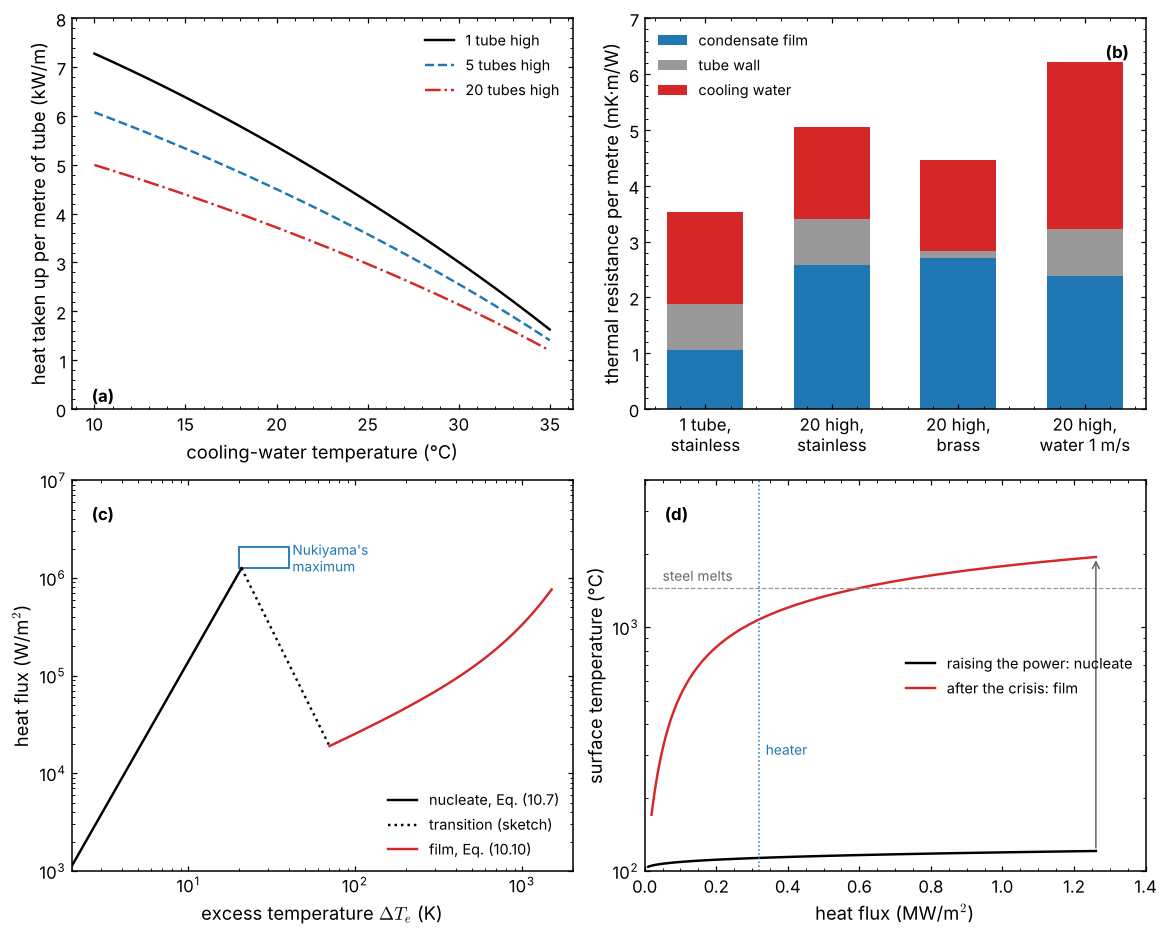 heat taken up per metre of tube (kW/m)
8
7
6
5
4
3
2
1
0
1 tube high
5 tubes high
20 tubes high
(a)
10
15
20
25
30
35
cooling-water temperature (°C)
thermal resistance per metre (mK·m/W)
7
6
5
4
3
2
1
0
condensate film
tube wall
cooling water
(b)
1 tube,
stainless
20 high,
stainless
20 high,
brass
20 high,
water 1 m/s
heat flux (W/m²)
10⁷
10⁶
10⁵
10⁴
10³
(c)
Nukiyama's
maximum
nucleate, Eq. (10.7)
transition (sketch)
film, Eq. (10.10)
10¹
10²
10³
excess temperature ΔTₑ (K)
surface temperature (°C)
10³
10²
(d)
steel melts
raising the power: nucleate
after the crisis: film
heater
0.0
0.2
0.4
0.6
0.8
1.0
1.2
1.4
heat flux (MW/m²)